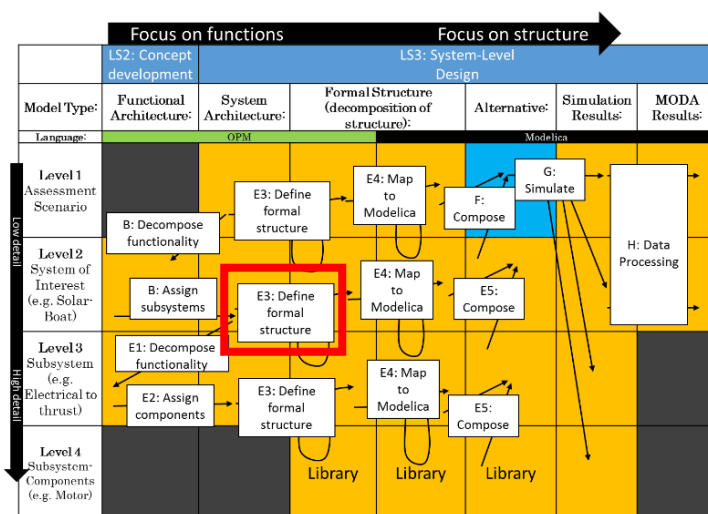 Focus on functions
Focus on structure
LS2: Concept
development
LS3: System-Level
Design
Model Type:
Functional
Architecture:
System
Architecture:
Formal Structure
(decomposition of
structure):
Alternative:
Simulation
Results:
MODA
Results:
Language:
OPM
Modelica
Low detail
High detail
Level 1
Assessment
Scenario
B: Decompose
functionality
E3: Define
formal
structure
E4: Map
to
Modelica
F:
Compose
G:
Simulate
H: Data
Processing
Level 2
System of
Interest
(e.g. Solar-
Boat)
B: Assign
subsystems
E3: Define
formal
structure
E4: Map
to
Modelica
E5:
Compose
Level 3
Subsystem
(e.g.
Electrical to
thrust)
E1: Decompose
functionality
E2: Assign
components
E3: Define
formal
structure
E4: Map
to
Modelica
E5:
Compose
Level 4
Subsystem-
Components
(e.g. Motor)
Library
Library
Library